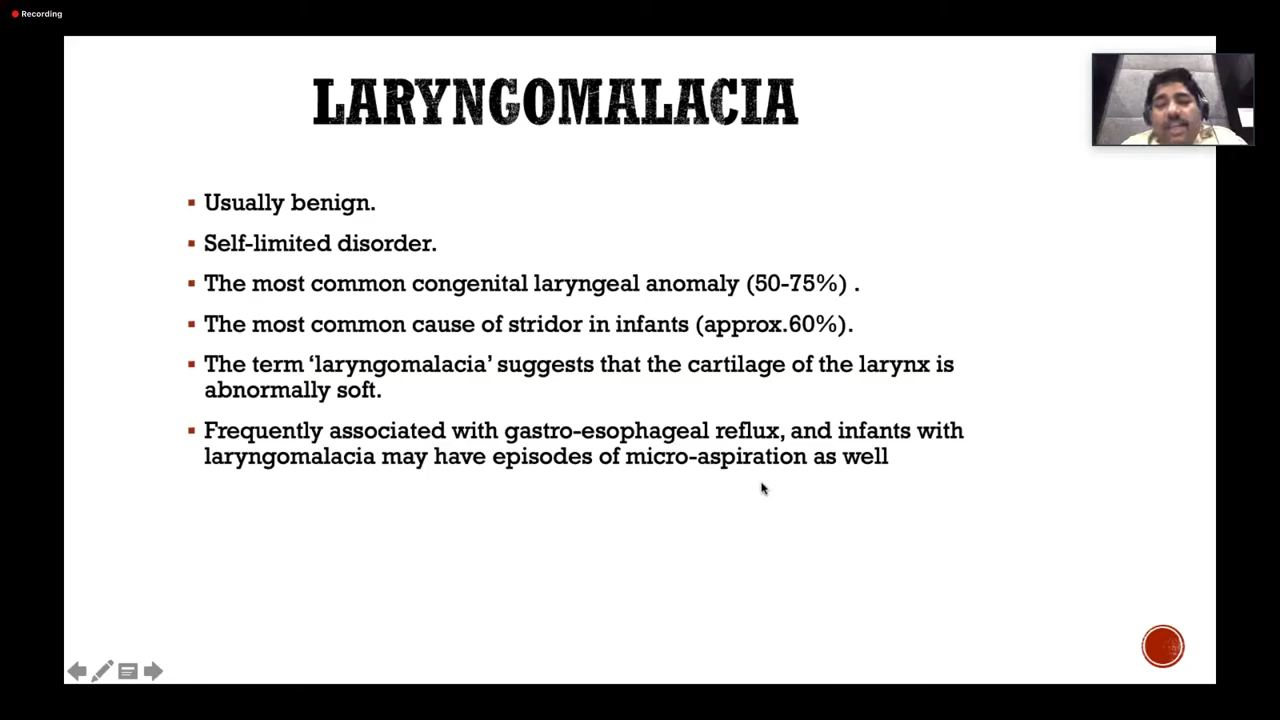 Recording
LARYNGOMALACIA
▪ Usually benign.
▪ Self-limited disorder.
▪ The most common congenital laryngeal anomaly (50-75%) .
▪ The most common cause of stridor in infants (approx.60%).
▪ The term ‘laryngomalacia’ suggests that the cartilage of the larynx is
abnormally soft.
▪ Frequently associated with gastro-esophageal reflux, and infants with
laryngomalacia may have episodes of micro-aspiration as well